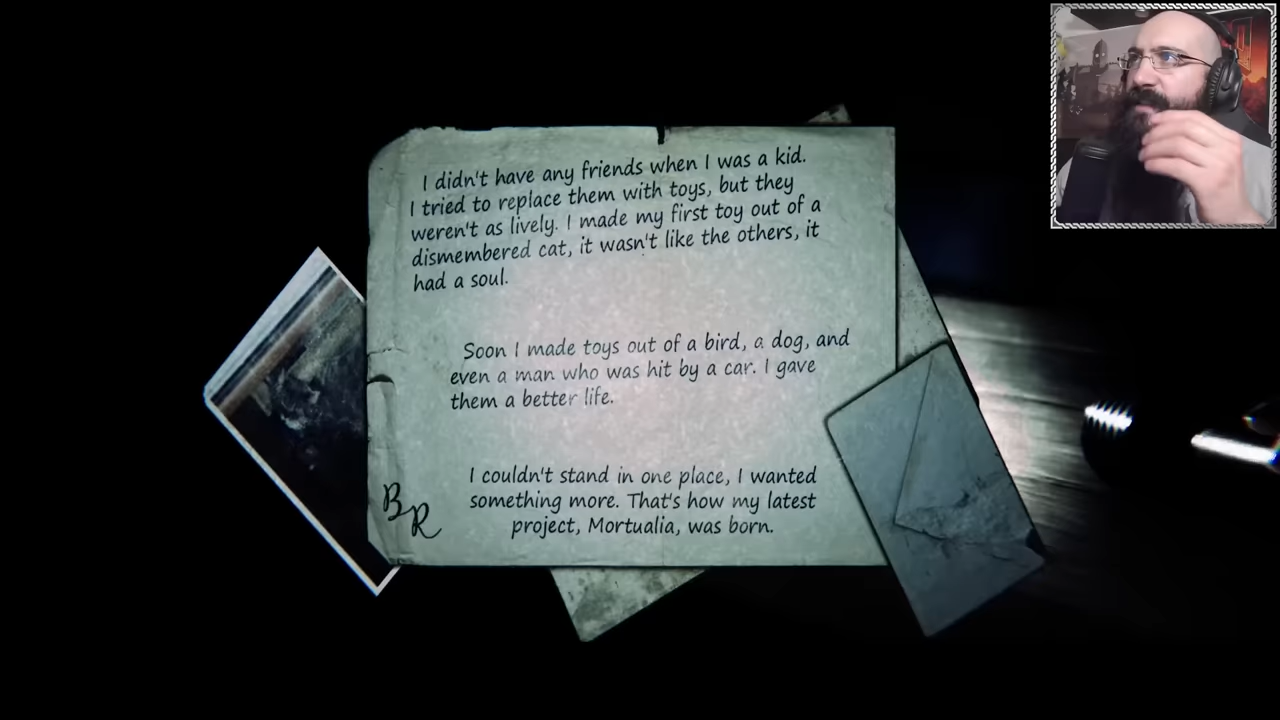 I didn't have any friends when I was a kid.
I tried to replace them with toys, but they
weren't as lively. I made my first toy out of a
dismembered cat, it wasn't like the others, it
had a soul.
Soon I made toys out of a bird, a dog, and
even a man who was hit by a car. I gave
them a better life.
I couldn't stand in one place, I wanted
something more. That's how my latest
project, Mortualia, was born.
BR